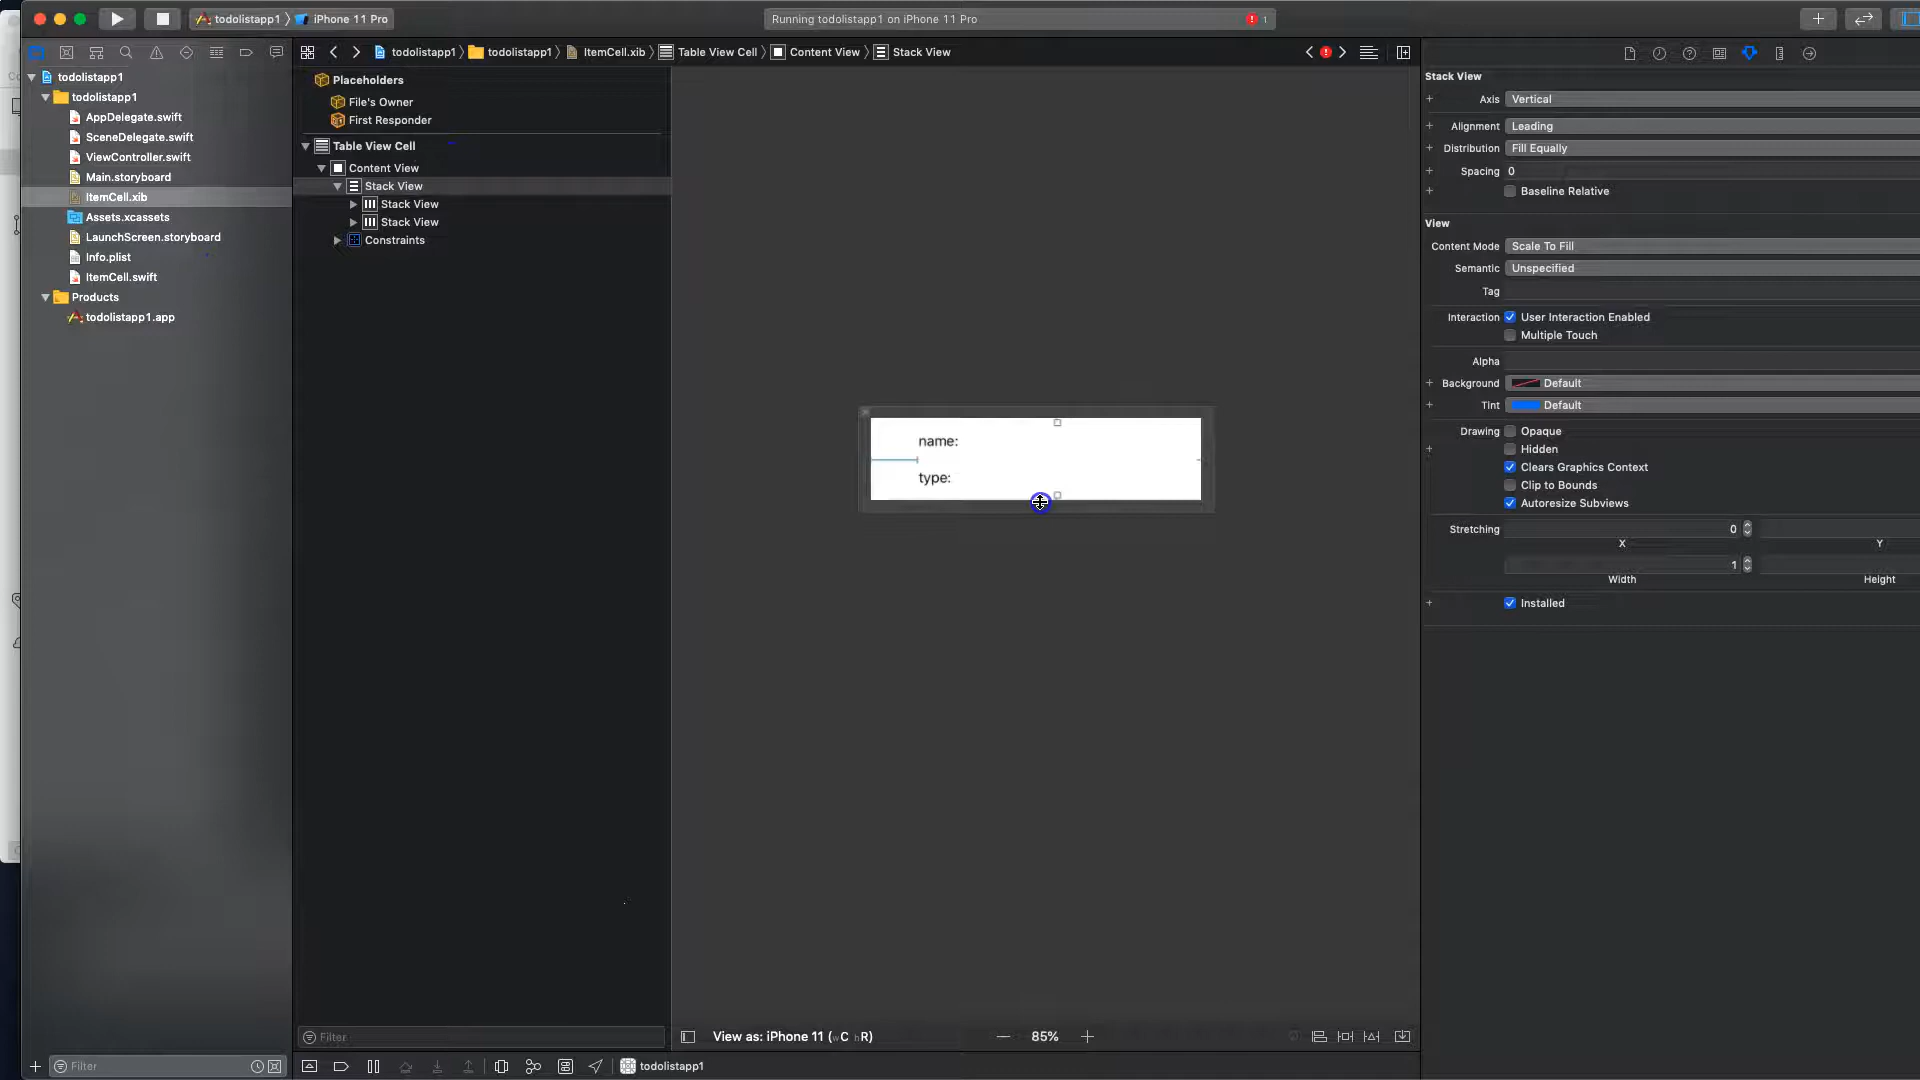 todolistapp1 〉 iPhone 11 Pro
Running todolistapp1 on iPhone 11 Pro
1
todolistapp1 〉 todolistapp1 〉 ItemCell.xib 〉 Table View Cell 〉 Content View 〉 Stack View
todolistapp1
todolistapp1
AppDelegate.swift
SceneDelegate.swift
ViewController.swift
Main.storyboard
ItemCell.xib
Assets.xcassets
LaunchScreen.storyboard
Info.plist
ItemCell.swift
Products
todolistapp1.app
Filter
Placeholders
File's Owner
First Responder
Table View Cell
Content View
Stack View
Stack View
Stack View
Constraints
Filter
name:
type:
View as: iPhone 11 (wC hR)
85%
todolistapp1
Stack View
Axis Vertical
Alignment Leading
Distribution Fill Equally
Spacing 0
Baseline Relative
View
Content Mode Scale To Fill
Semantic Unspecified
Tag
Interaction User Interaction Enabled
Multiple Touch
Alpha
Background Default
Tint Default
Drawing Opaque
Hidden
Clears Graphics Context
Clip to Bounds
Autoresize Subviews
Stretching 0
X Y
1
Width Height
Installed